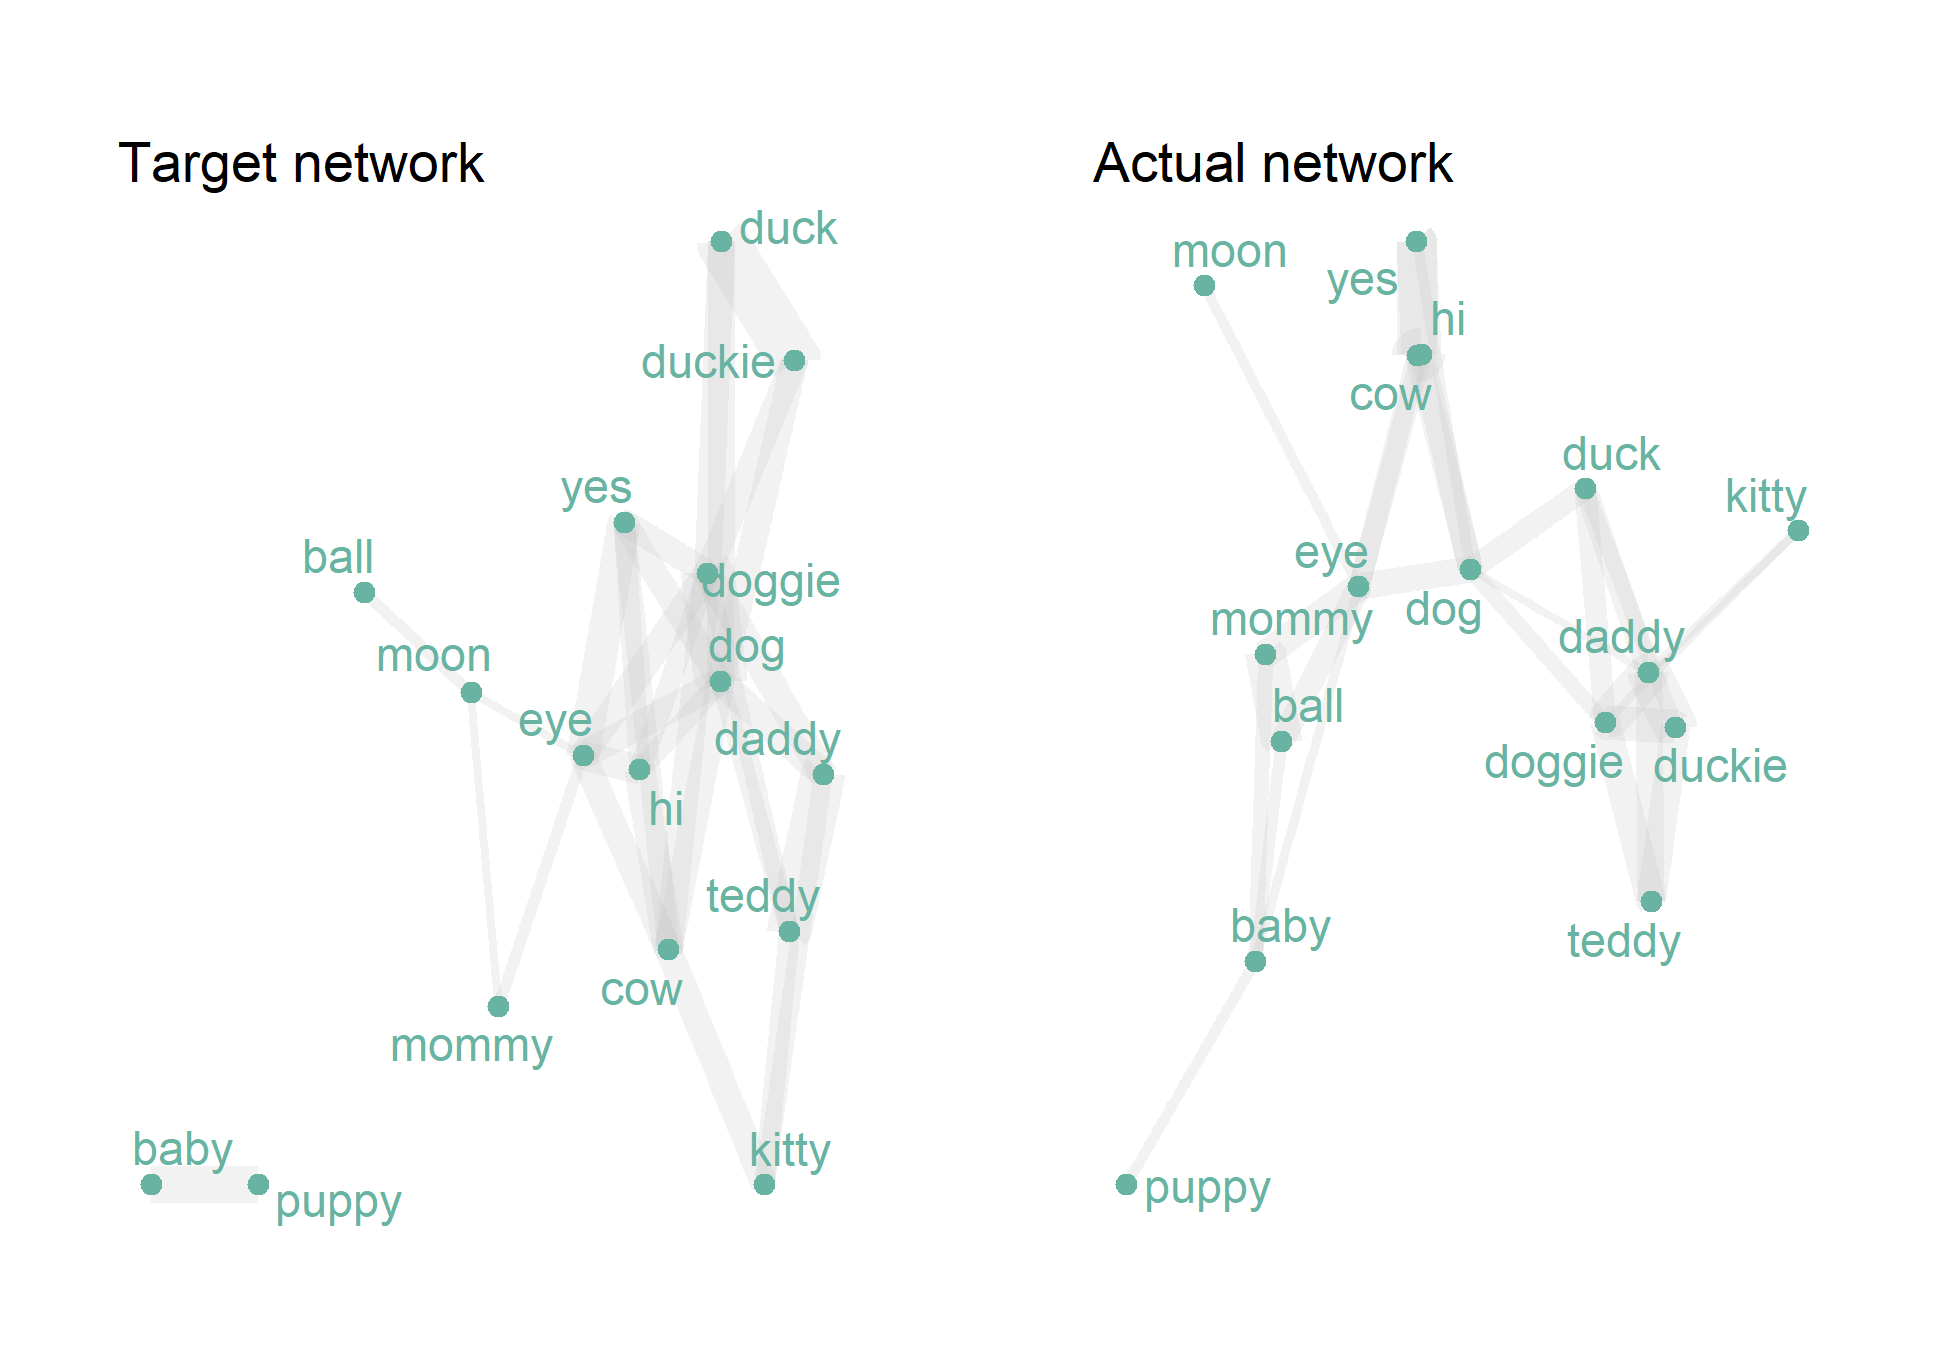 Target network
duck
duckie
yes
ball
doggie
dog
moon
eye
daddy
hi
teddy
cow
mommy
baby
kitty
puppy
Actual network
moon
yes
hi
cow
duck
kitty
eye
dog
mommy
daddy
ball
doggie
duckie
baby
teddy
puppy